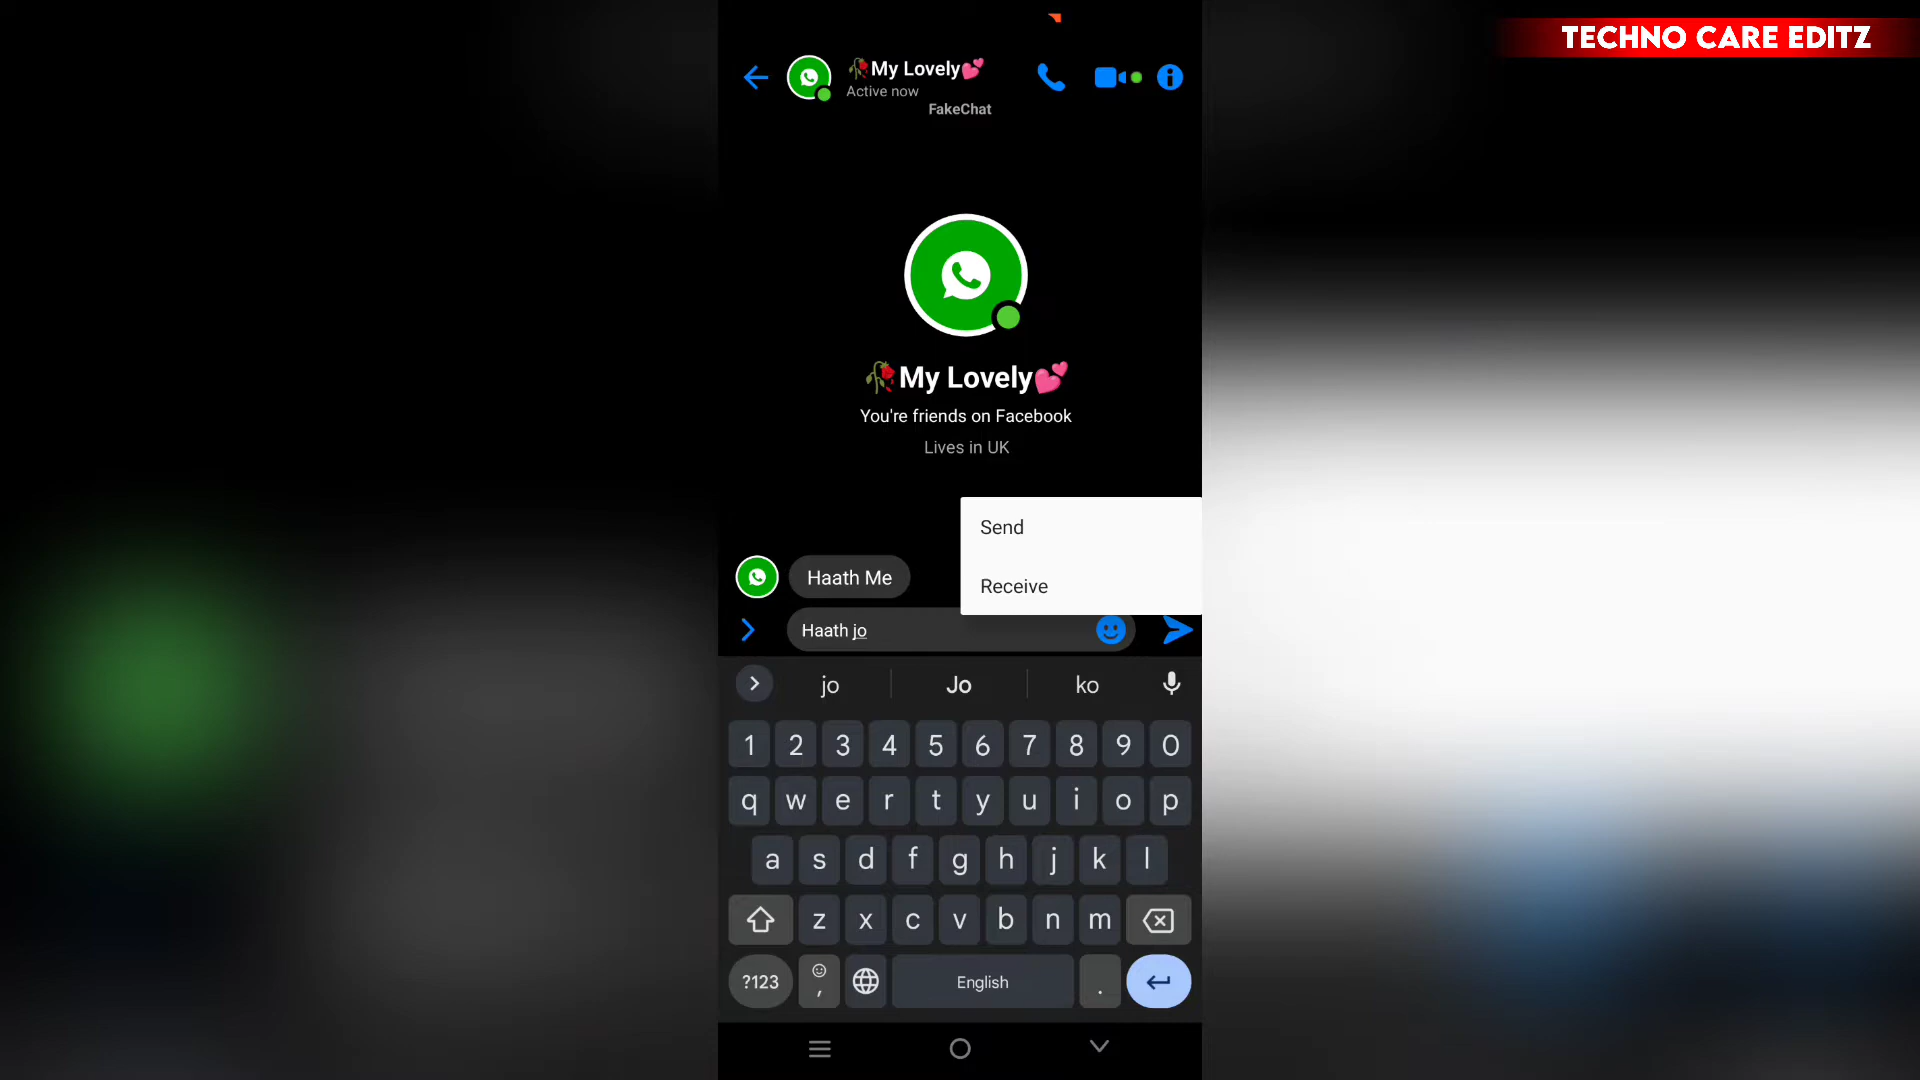 TECHNO CARE EDITZ
🥀My Lovely💕
Active now
FakeChat
🥀My Lovely💕
You're friends on Facebook
Lives in UK
Send
Haath Me
Receive
Haath jo
jo Jo ko
1 2 3 4 5 6 7 8 9 0
q w e r t y u i o p
a s d f g h j k l
z x c v b n m
?123 , English .